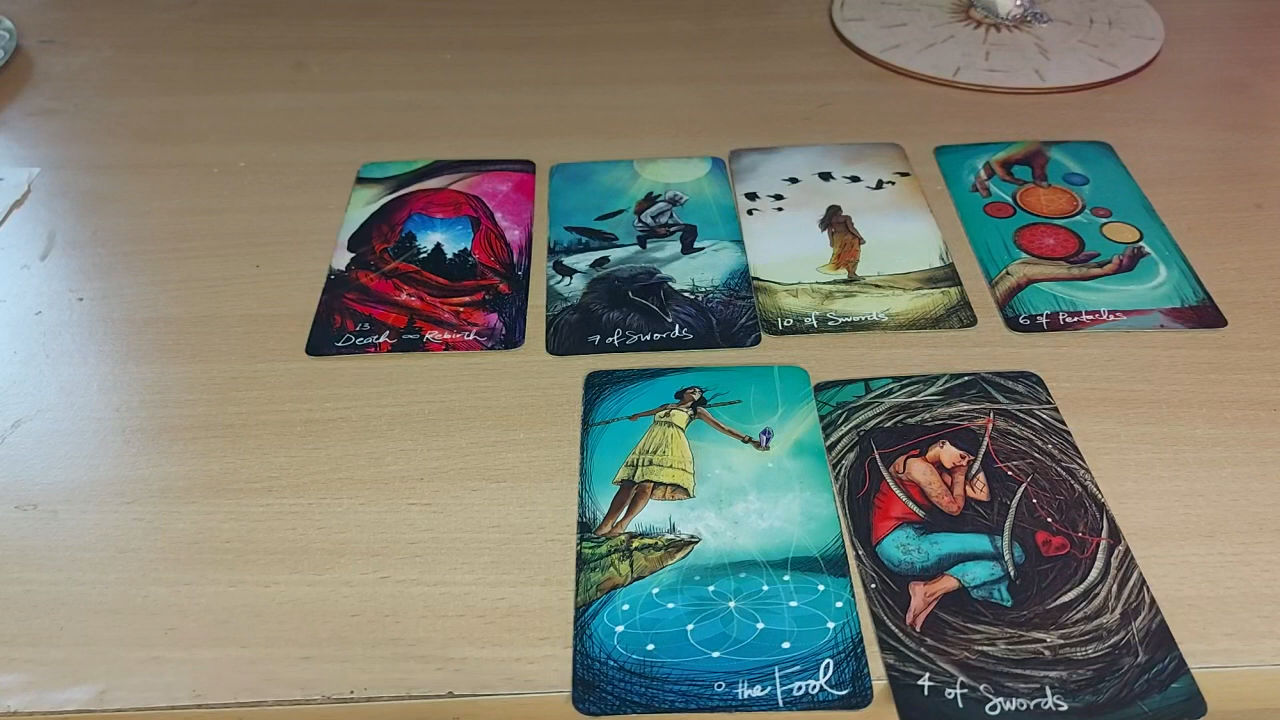 13
Death ∞ Rebirth
7 of Swords
10 of Swords
6 of Pentacles
0 the Fool
4 of Swords